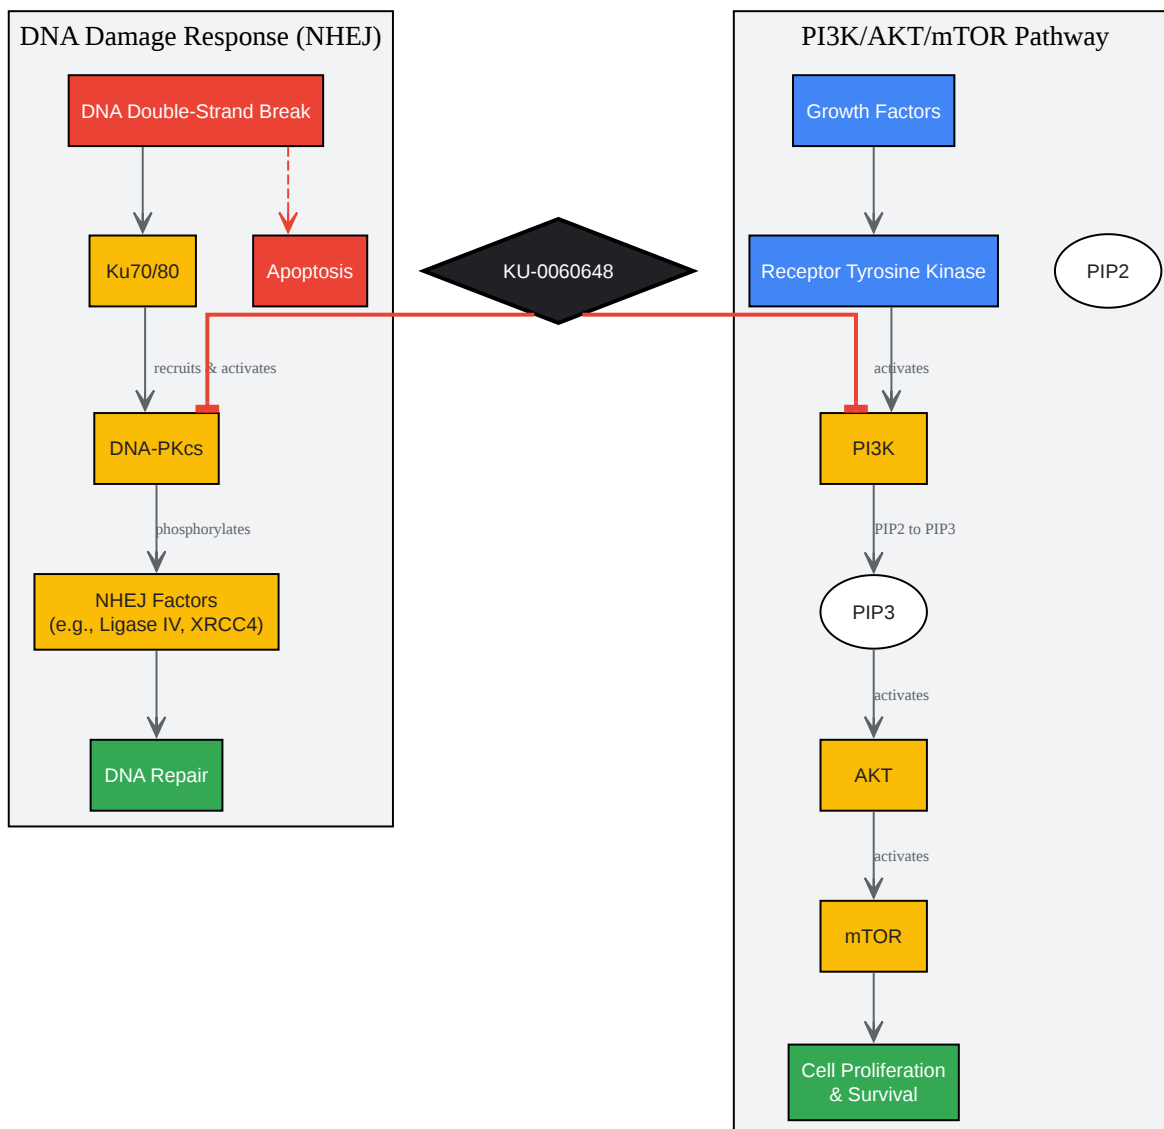 DNA Damage Response (NHEJ)
DNA Double-Strand Break
Ku70/80
Apoptosis
recruits & activates
DNA-PKcs
phosphorylates
NHEJ Factors
(e.g., Ligase IV, XRCC4)
DNA Repair
KU-0060648
PI3K/AKT/mTOR Pathway
Growth Factors
Receptor Tyrosine Kinase
PIP2
activates
PI3K
PIP2 to PIP3
PIP3
activates
AKT
activates
mTOR
Cell Proliferation
& Survival